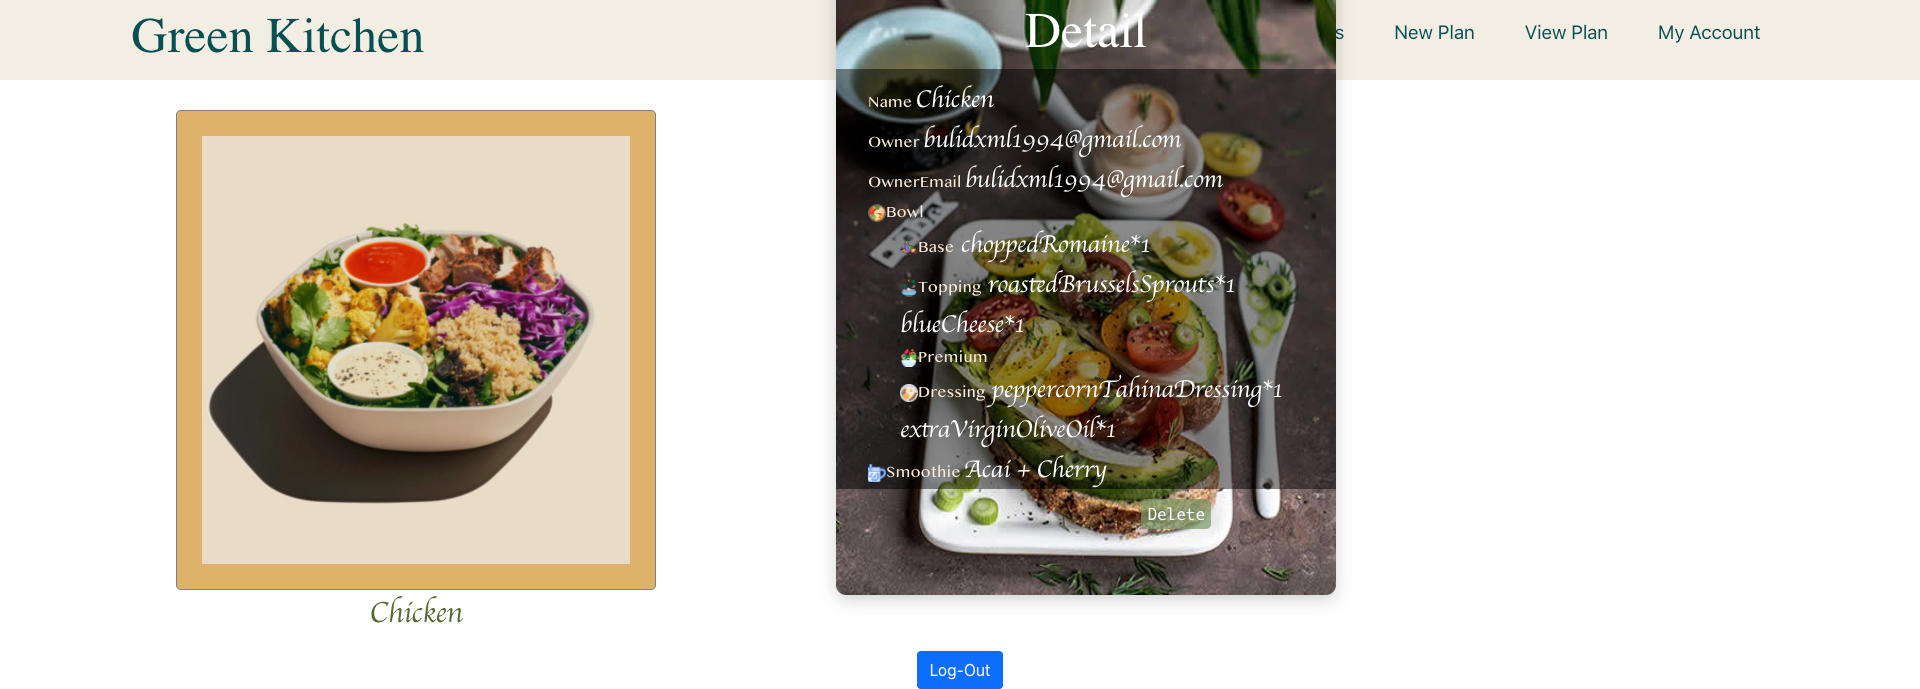 Green Kitchen
s New Plan View Plan My Account
Detail
Name Chicken
Owner bulidxml1994@gmail.com
OwnerEmail bulidxml1994@gmail.com
Bowl
Base choppedRomaine*1
Topping roastedBrusselsSprouts*1
blueCheese*1
Premium
Dressing peppercornTahinaDressing*1
extraVirginOliveOil*1
Smoothie Acai + Cherry
Delete
Chicken
Log-Out